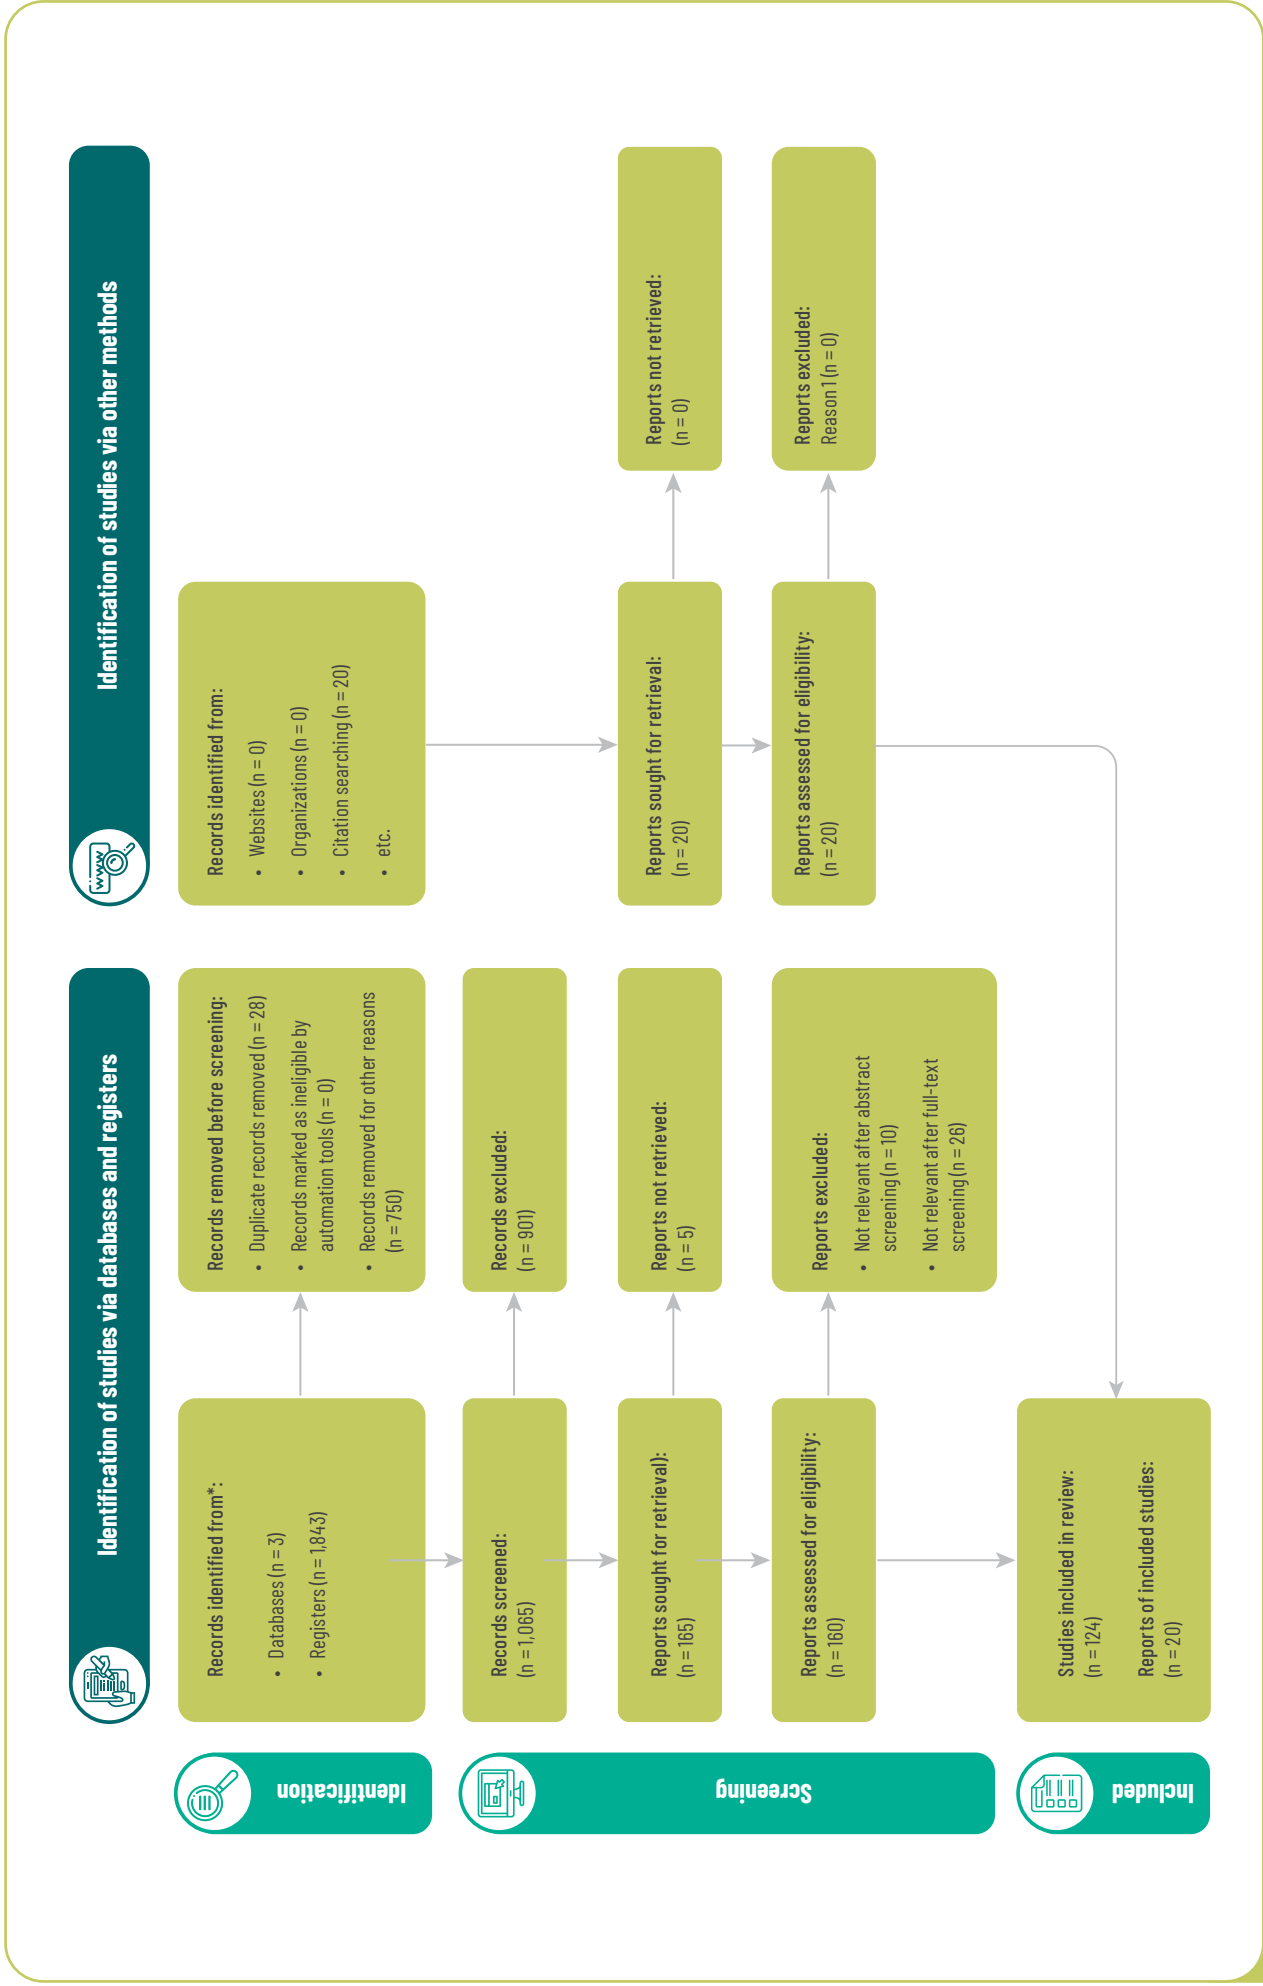 Identification of studies via databases and registers
Identification of studies via other methods
Identification
Records identified from*:
• Databases (n = 3)
• Registers (n = 1,843)
Records removed before screening:
• Duplicate records removed (n = 28)
• Records marked as ineligible by
automation tools (n = 0)
• Records removed for other reasons
(n = 750)
Records identified from:
• Websites (n = 0)
• Organizations (n = 0)
• Citation searching (n = 20)
• etc.
Screening
Records screened:
(n = 1,065)
Records excluded:
(n = 901)
Reports sought for retrieval):
(n = 165)
Reports not retrieved:
(n = 5)
Reports sought for retrieval:
(n = 20)
Reports not retrieved:
(n = 0)
Reports assessed for eligibility:
(n = 160)
Reports excluded:
• Not relevant after abstract
screening (n = 10)
• Not relevant after full-text
screening (n = 26)
Reports assessed for eligibility:
(n = 20)
Reports excluded:
Reason 1 (n = 0)
Included
Studies included in review:
(n = 124)
Reports of included studies:
(n = 20)